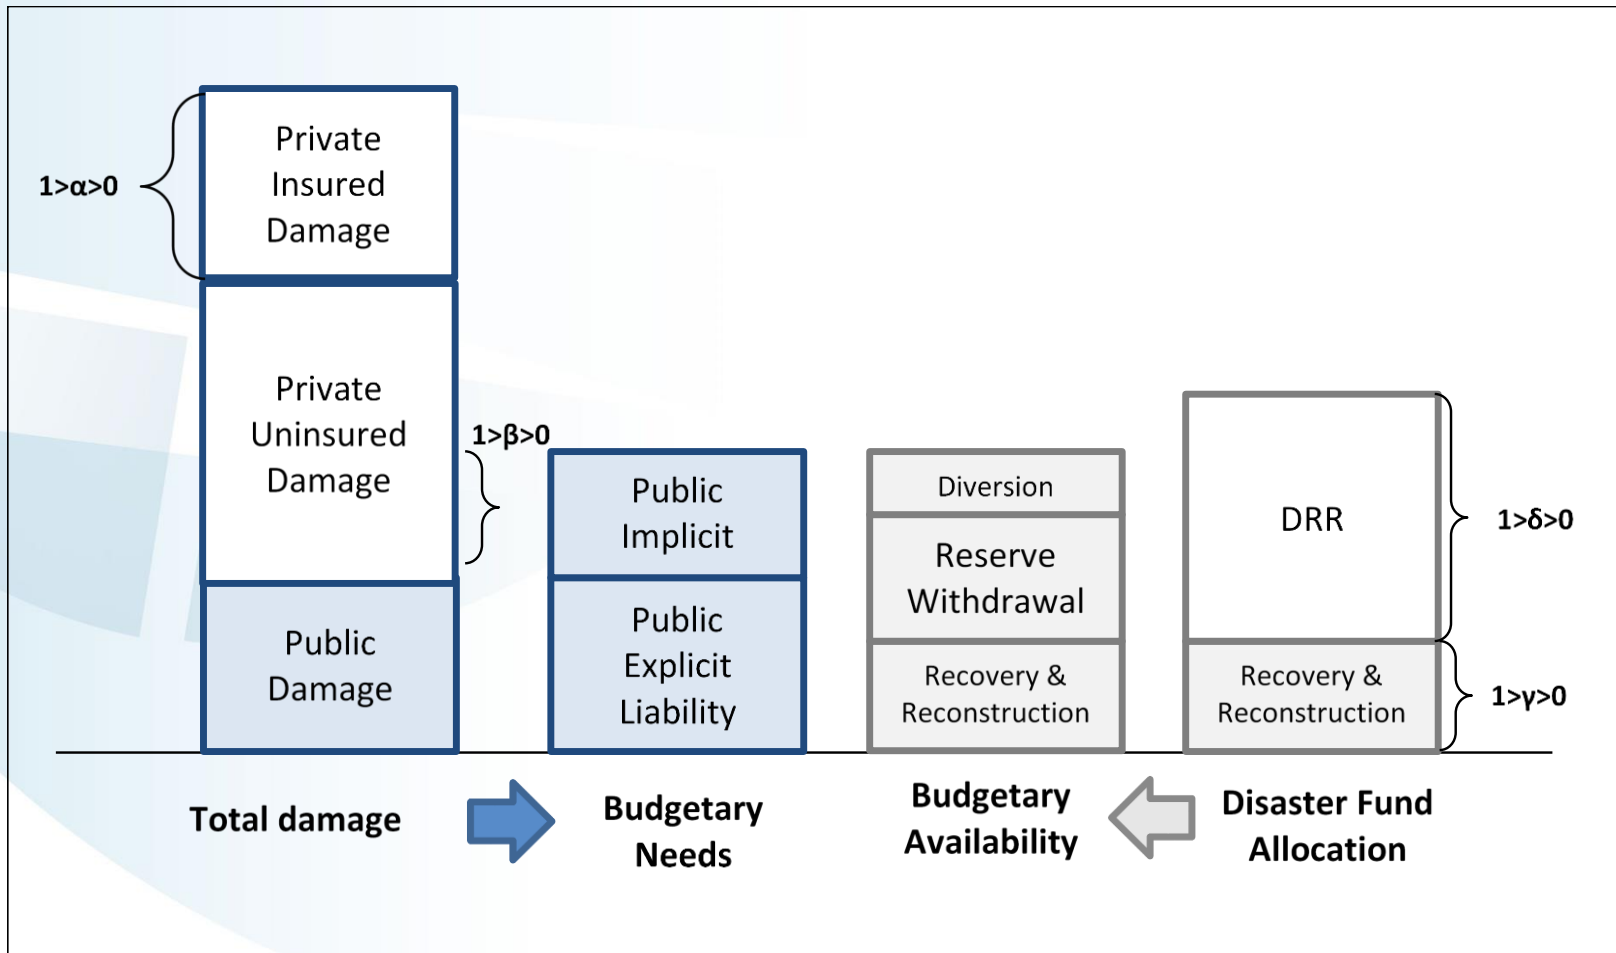 Private
Insured
Damage
1>α>0
Private
Uninsured
Damage
1>β>0
Public
Damage
Public
Implicit
Public
Explicit
Liability
Diversion
Reserve
Withdrawal
Recovery &
Reconstruction
DRR
1>δ>0
Recovery &
Reconstruction
1>γ>0
Total damage
Budgetary
Needs
Budgetary
Availability
Disaster Fund
Allocation